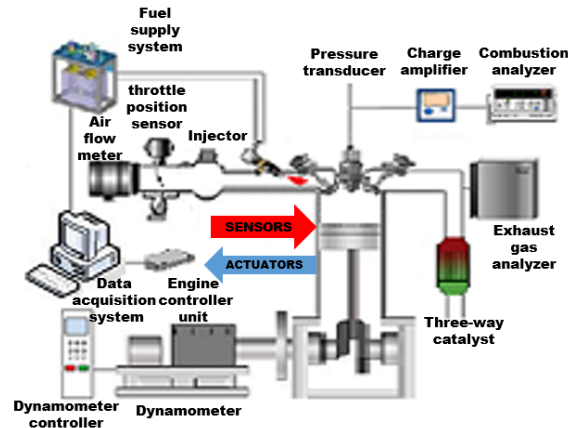 Fuel
supply
system
Pressure
transducer
Charge
amplifier
Combustion
analyzer
throttle
position
sensor
Air
flow
meter
Injector
SENSORS
ACTUATORS
Exhaust
gas
analyzer
Data
acquisition
system
Engine
controller
unit
Three-way
catalyst
Dynamometer
controller
Dynamometer